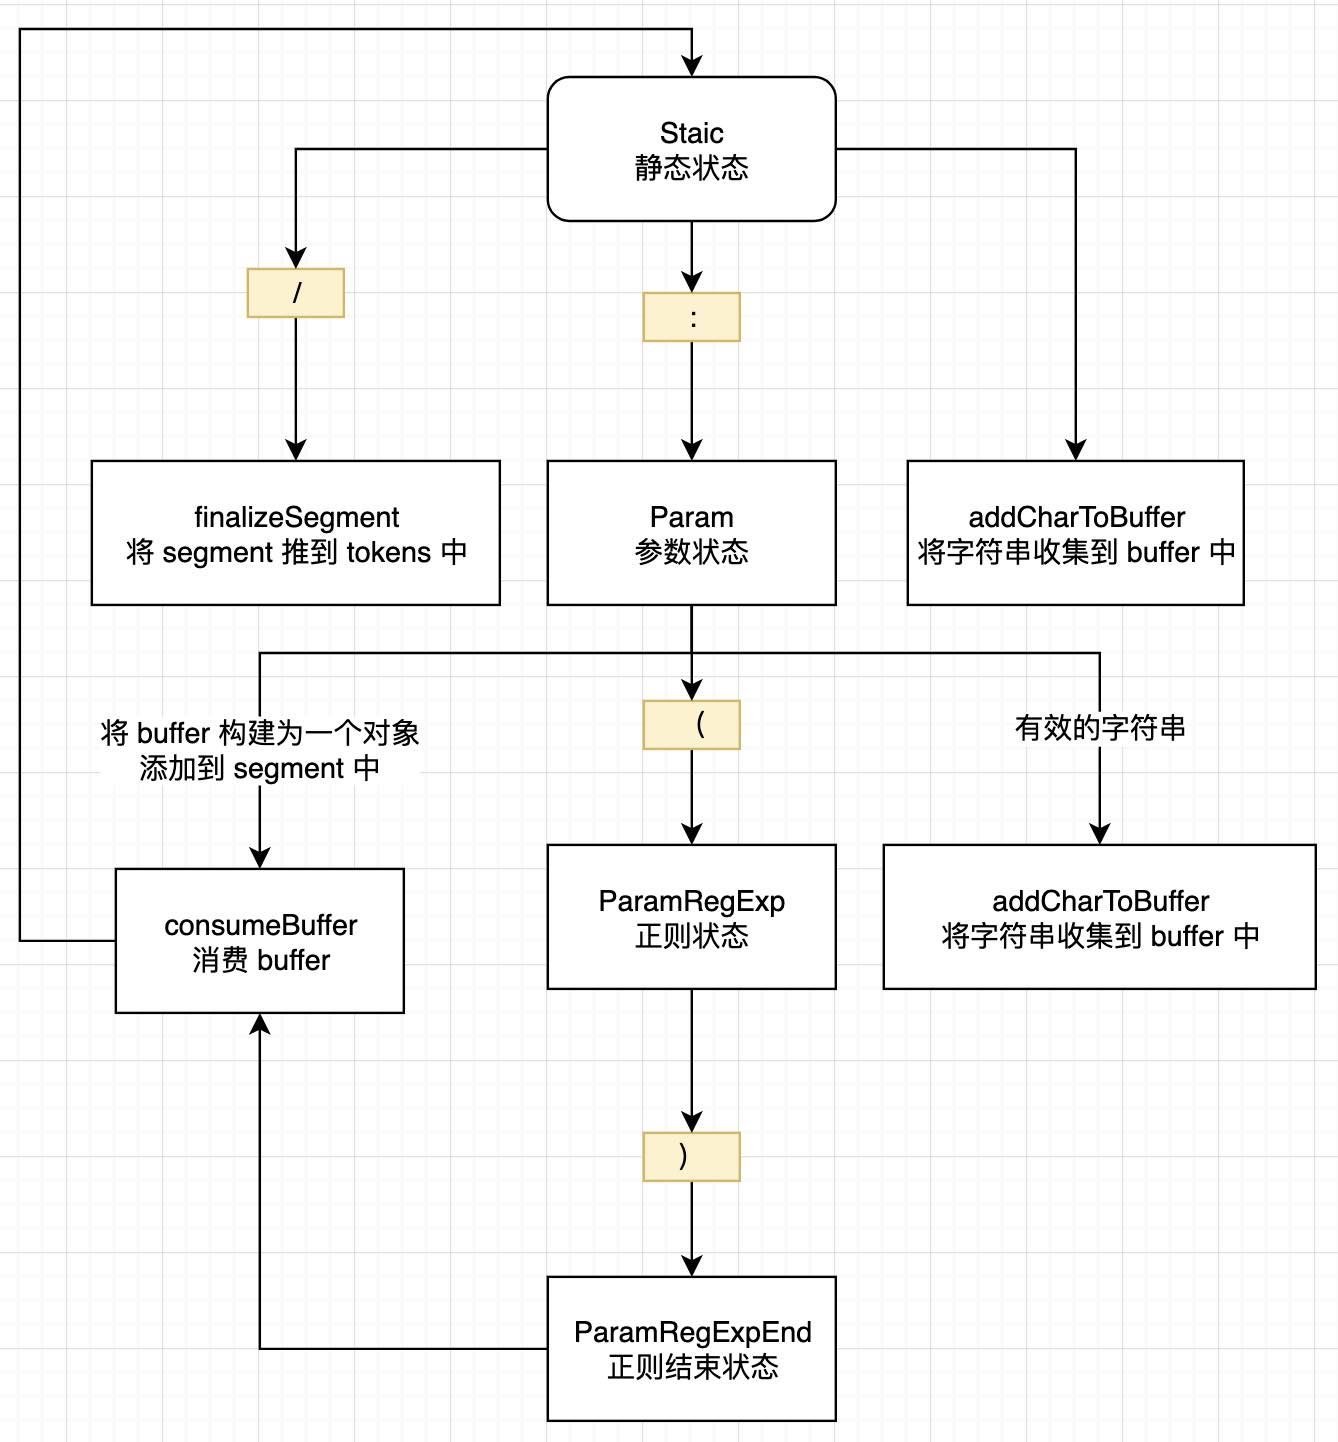 Staic
静态状态
/
:
finalizeSegment
将 segment 推到 tokens 中
Param
参数状态
addCharToBuffer
将字符串收集到 buffer 中
将 buffer 构建为一个对象
添加到 segment 中
(
有效的字符串
consumeBuffer
消费 buffer
ParamRegExp
正则状态
addCharToBuffer
将字符串收集到 buffer 中
)
ParamRegExpEnd
正则结束状态